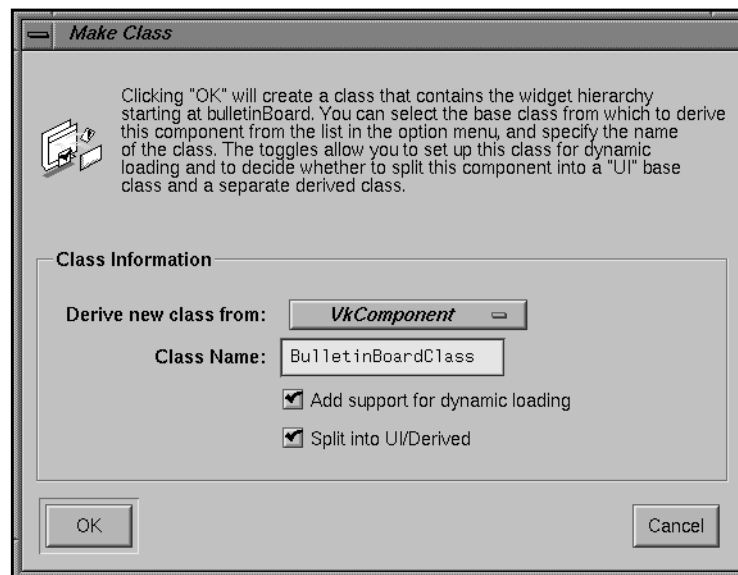 Make Class
Clicking "OK" will create a class that contains the widget hierarchy
starting at bulletinBoard. You can select the base class from which to derive
this component from the list in the option menu, and specify the name
of the class. The toggles allow you to set up this class for dynamic
loading and to decide whether to split this component into a "UI" base
class and a separate derived class.
Class Information
Derive new class from: VkComponent
Class Name: BulletinBoardClass
Add support for dynamic loading
Split into UI/Derived
OK Cancel